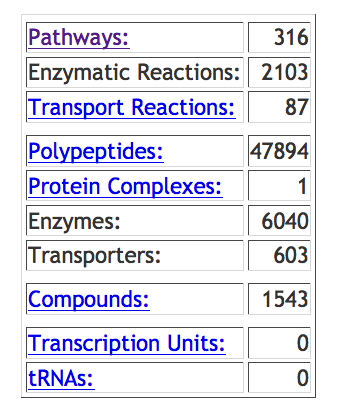 Pathways: 316
Enzymatic Reactions: 2103
Transport Reactions: 87
Polypeptides: 47894
Protein Complexes: 1
Enzymes: 6040
Transporters: 603
Compounds: 1543
Transcription Units: 0
tRNAs: 0